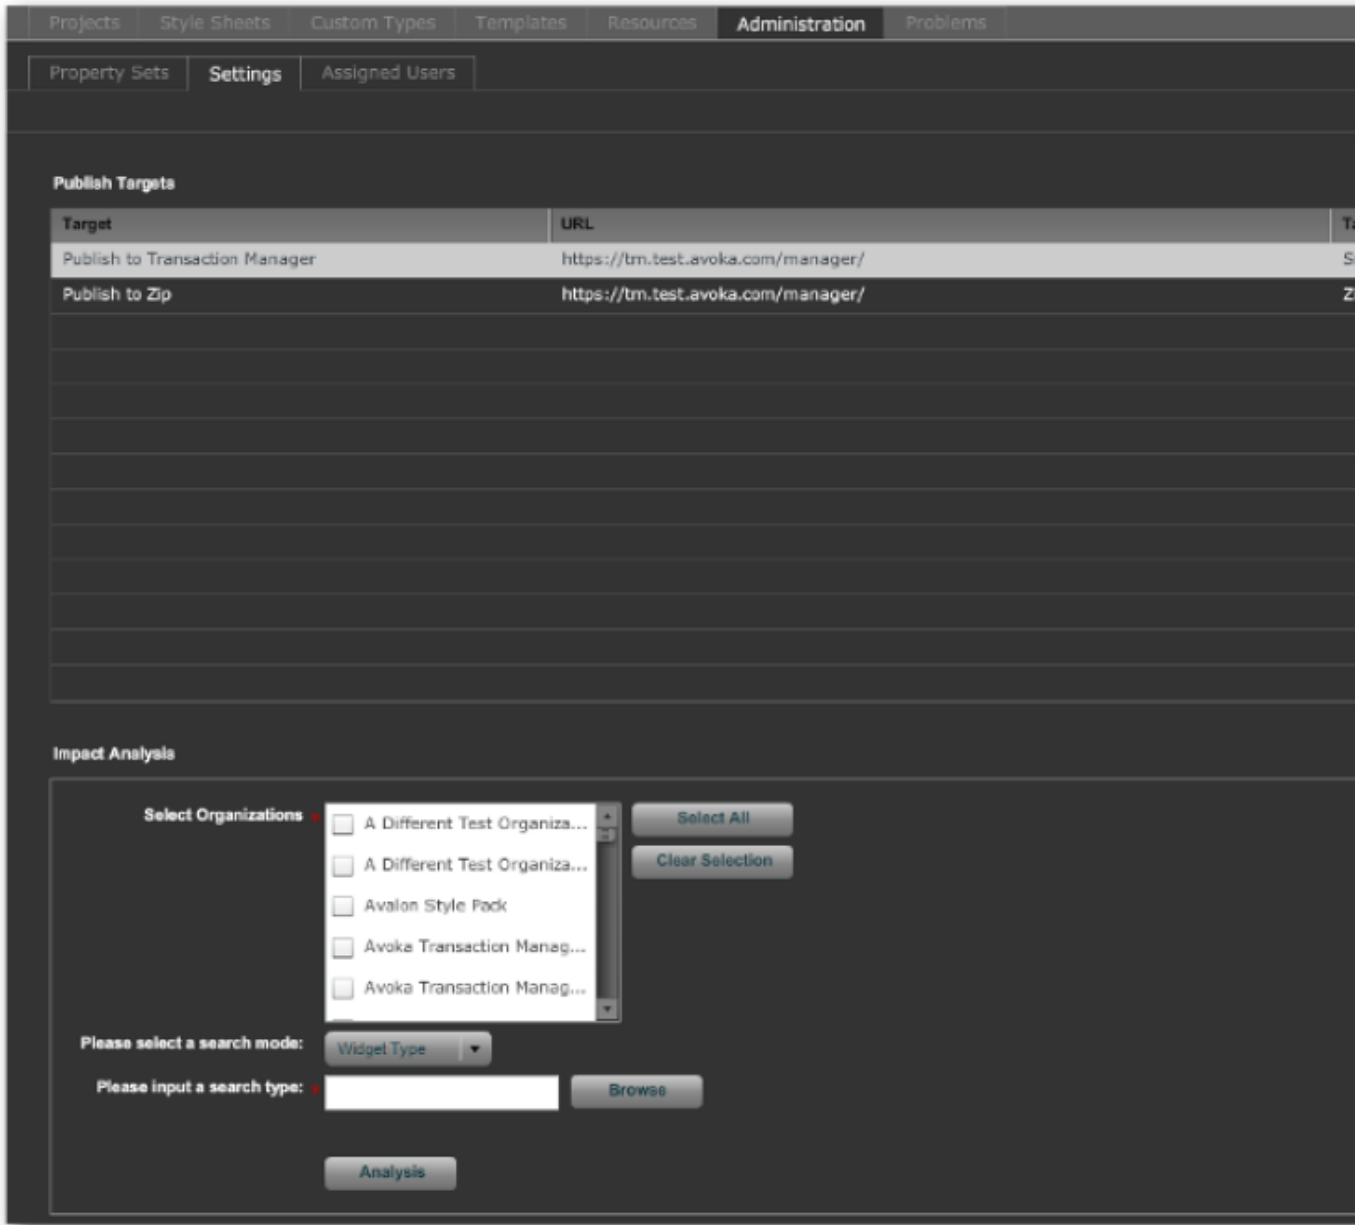 Projects Style Sheets Custom Types Templates Resources Administration Problems
Property Sets Settings Assigned Users
Publish Targets
Target URL
Publish to Transaction Manager https://tm.test.avoka.com/manager/
Publish to Zip https://tm.test.avoka.com/manager/
Impact Analysis
Select Organizations *
A Different Test Organiza...
Select All
A Different Test Organiza...
Clear Selection
Avalon Style Pack
Avoka Transaction Manag...
Avoka Transaction Manag...
Please select a search mode: Widget Type
Please input a search type: * Browse
Analysis